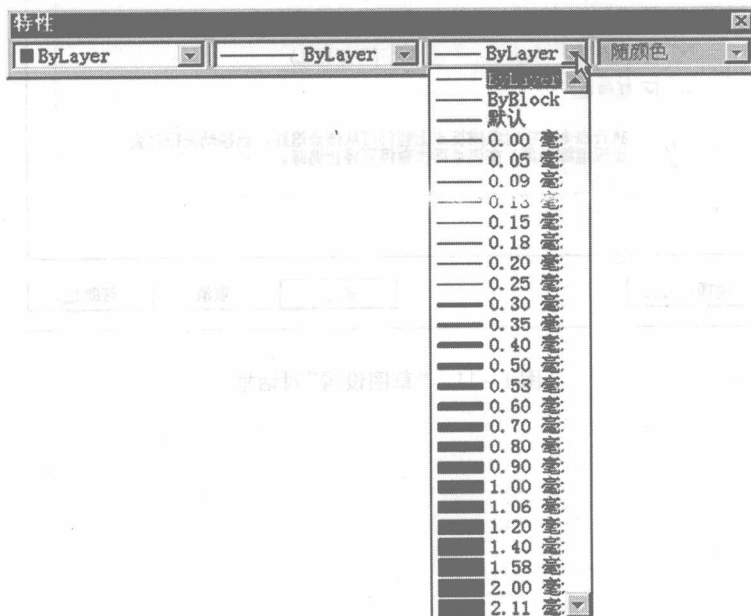 特性
ByLayer
ByLayer
ByLayer
随颜色
ByLayer
ByBlock
默认
0.00 毫
0.05 毫
0.09 毫
0.13 毫
0.15 毫
0.18 毫
0.20 毫
0.25 毫
0.30 毫
0.35 毫
0.40 毫
0.50 毫
0.53 毫
0.60 毫
0.70 毫
0.80 毫
0.90 毫
1.00 毫
1.06 毫
1.20 毫
1.40 毫
1.58 毫
2.00 毫
2.11 毫